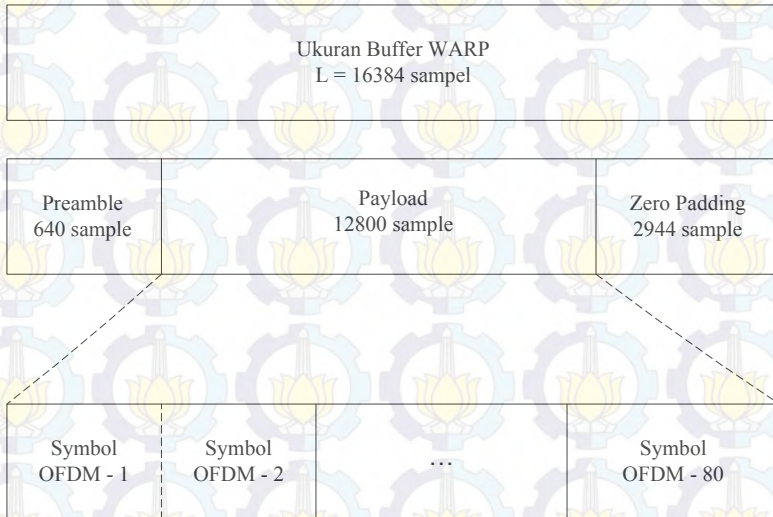 Ukuran Buffer WARP
L = 16384 sampel
Preamble
640 sample
Payload
12800 sample
Zero Padding
2944 sample
Symbol
OFDM - 1
Symbol
OFDM - 2
...
Symbol
OFDM - 80